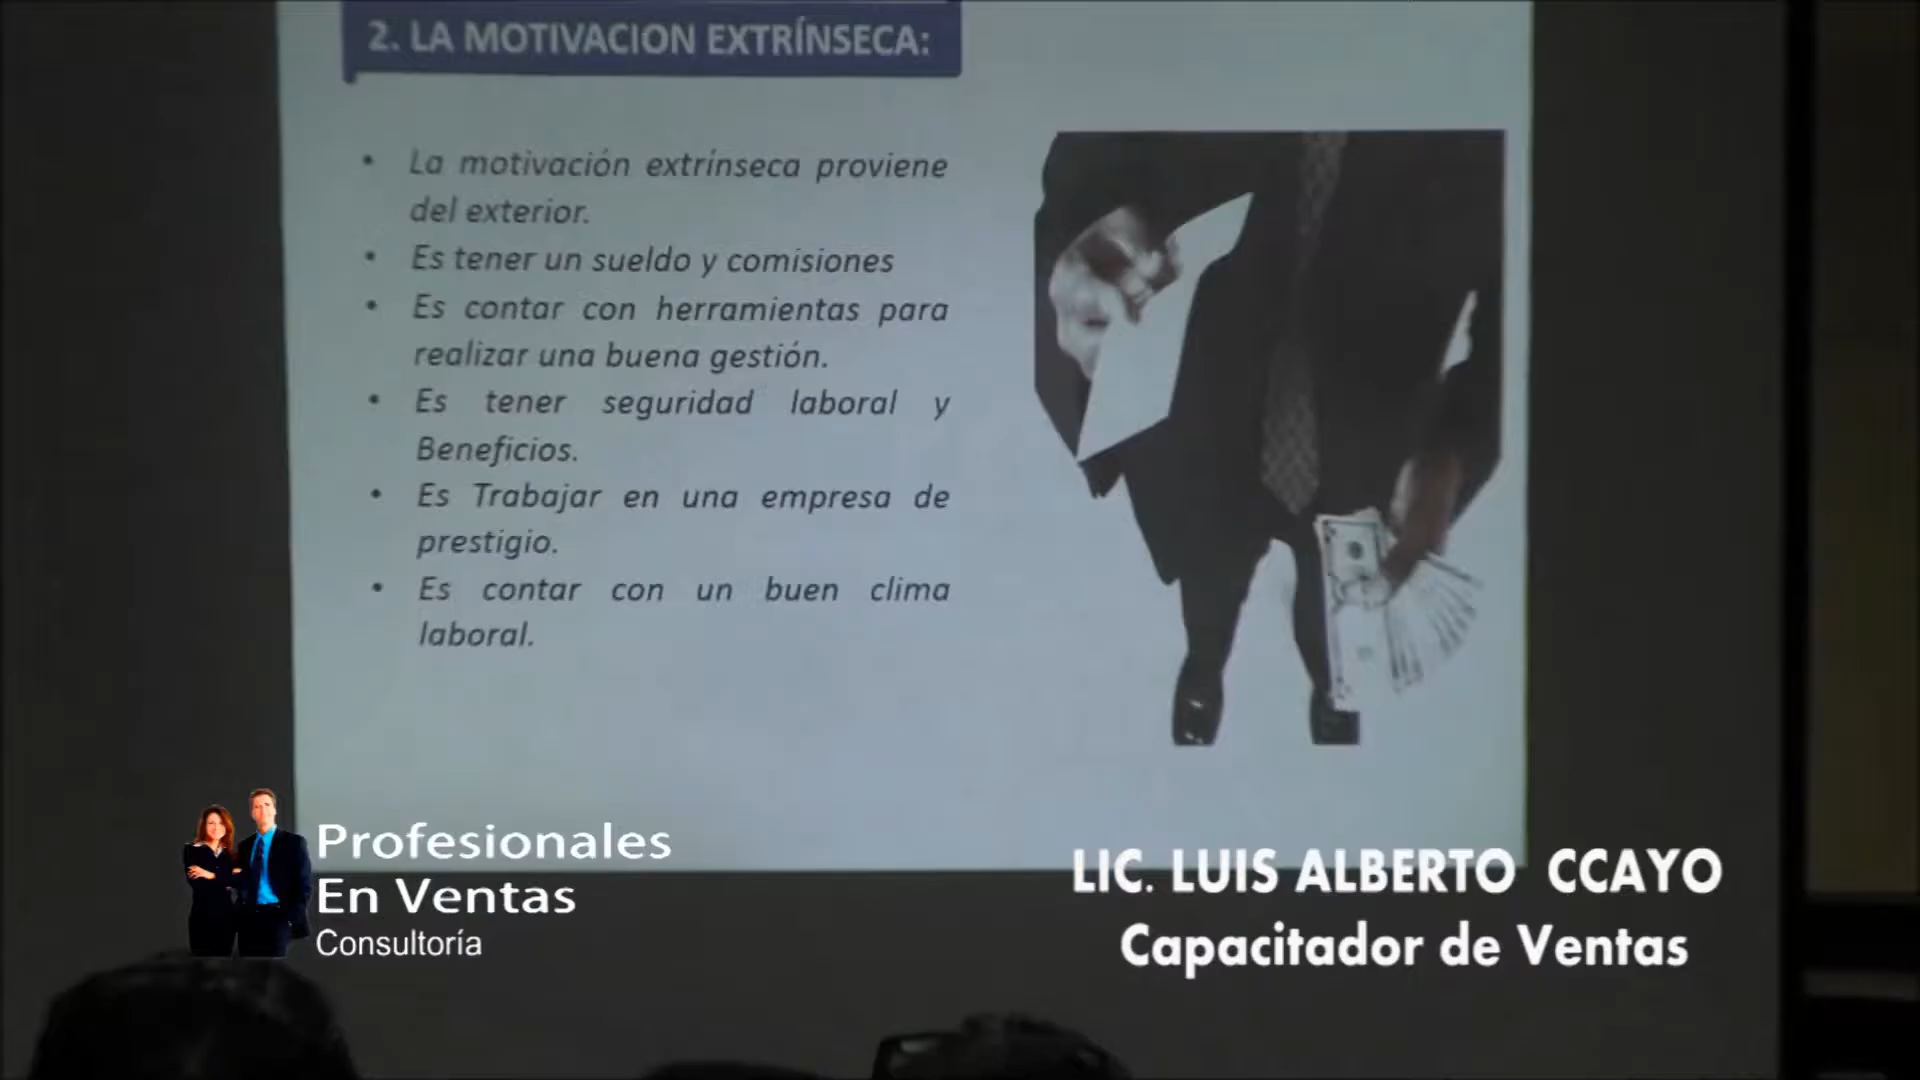 2. LA MOTIVACION EXTRÍNSECA:
• La motivación extrínseca proviene
del exterior.
• Es tener un sueldo y comisiones
• Es contar con herramientas para
realizar una buena gestión.
• Es tener seguridad laboral y
Beneficios.
• Es Trabajar en una empresa de
prestigio.
• Es contar con un buen clima
laboral.
Profesionales
En Ventas
Consultoría
LIC. LUIS ALBERTO CCAYO
Capacitador de Ventas